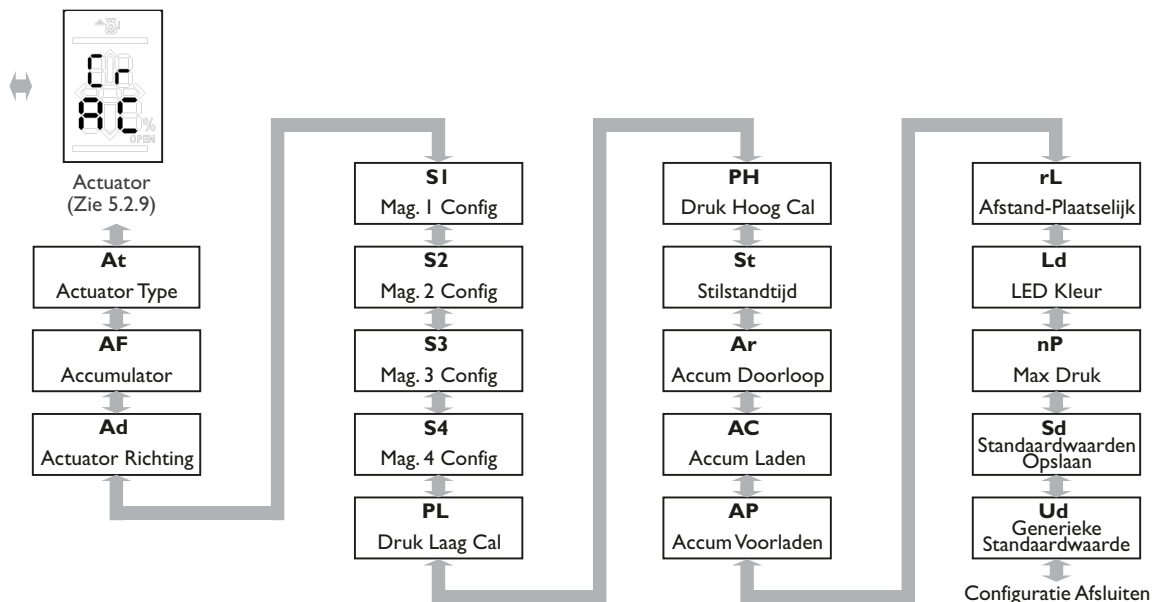 Cr
AC
%
OPEN
Actuator
(Zie 5.2.9)
At
Actuator Type
AF
Accumulator
Ad
Actuator Richting
S1
Mag. 1 Config
S2
Mag. 2 Config
S3
Mag. 3 Config
S4
Mag. 4 Config
PL
Druk Laag Cal
PH
Druk Hoog Cal
St
Stilstandtijd
Ar
Accum Doorloop
AC
Accum Laden
AP
Accum Voorladen
rL
Afstand-Plaatselijk
Ld
LED Kleur
nP
Max Druk
Sd
Standaardwaarden
Opslaan
Ud
Generieke
Standaardwaarde
Configuratie Afsluiten